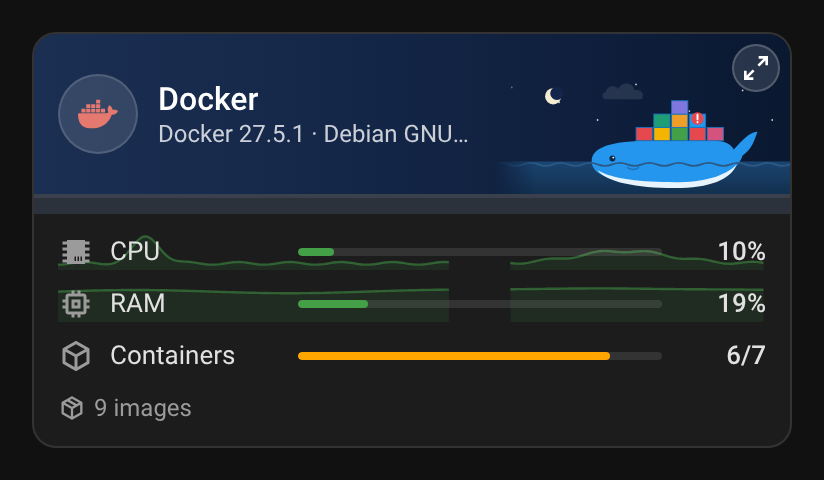 Docker
Docker 27.5.1 · Debian GNU…
!
CPU 10%
RAM 19%
Containers 6/7
9 images